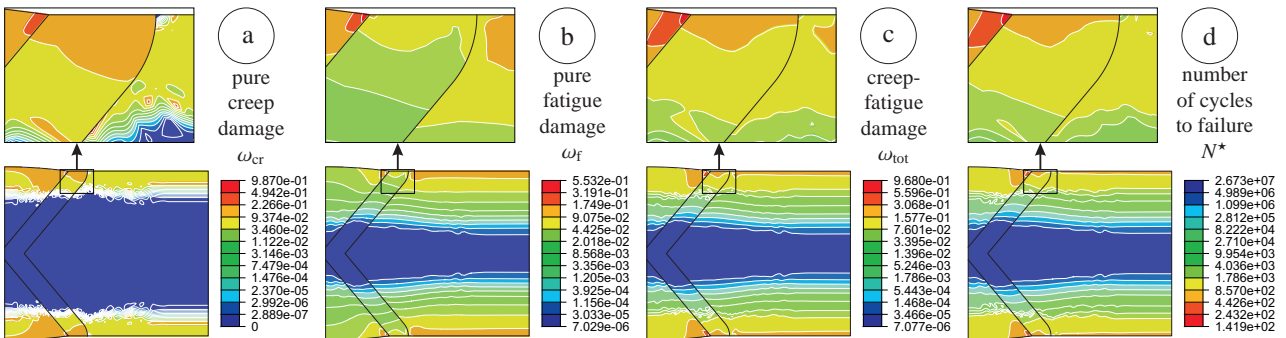 a
pure
creep
damage
ω_cr
9.870e-01
4.942e-01
2.266e-01
9.374e-02
3.460e-02
1.122e-02
3.146e-03
7.479e-04
1.476e-04
2.370e-05
2.992e-06
2.889e-07
0
b
pure
fatigue
damage
ω_f
5.532e-01
3.191e-01
1.749e-01
9.075e-02
4.425e-02
2.018e-02
8.568e-03
3.356e-03
1.205e-03
3.925e-04
1.156e-04
3.033e-05
7.029e-06
c
creep-
fatigue
damage
ω_tot
9.680e-01
5.596e-01
3.068e-01
1.577e-01
7.601e-02
3.395e-02
1.396e-02
5.246e-03
1.786e-03
5.443e-04
1.468e-04
3.466e-05
7.077e-06
d
number
of cycles
to failure
N★
2.673e+07
4.989e+06
1.099e+06
2.812e+05
8.222e+04
2.710e+04
9.954e+03
4.036e+03
1.786e+03
8.570e+02
4.426e+02
2.432e+02
1.419e+02